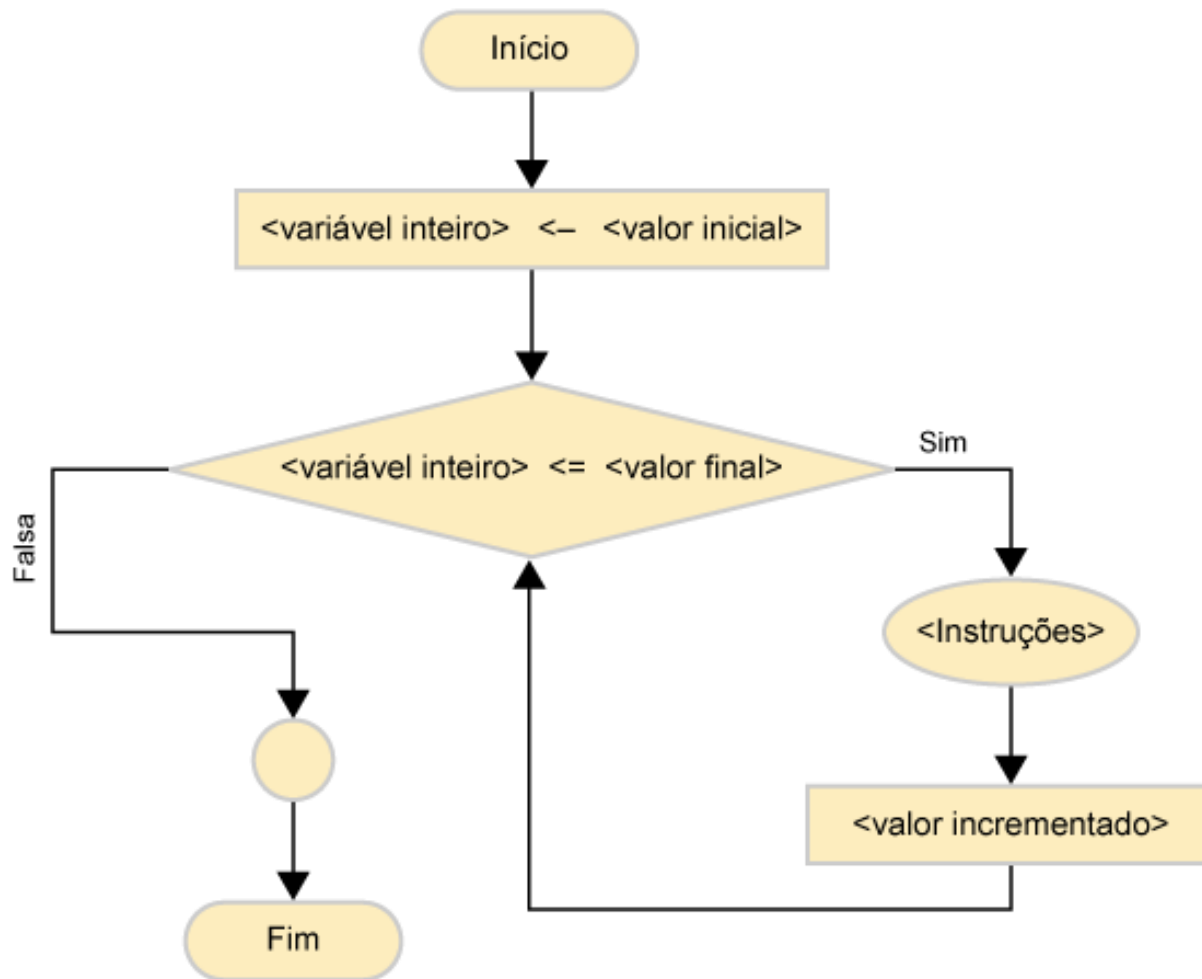 Início
<variável inteiro> <– <valor inicial>
<variável inteiro> <= <valor final>
Sim
Falsa
<Instruções>
<valor incrementado>
Fim